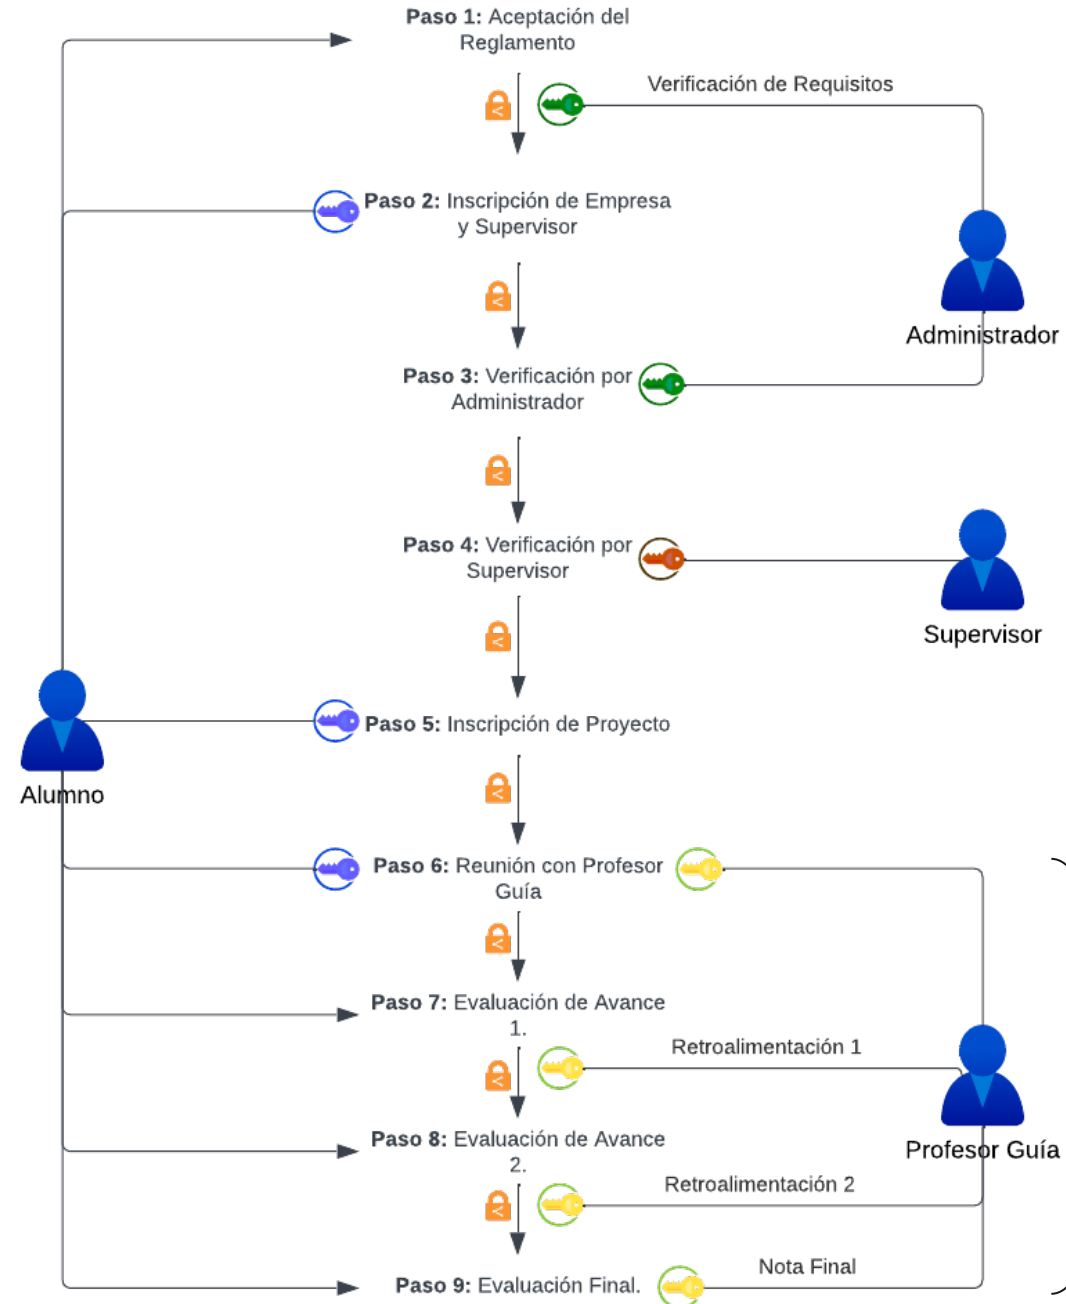 Paso 1: Aceptación del
Reglamento
Verificación de Requisitos
Paso 2: Inscripción de Empresa
y Supervisor
Administrador
Paso 3: Verificación por
Administrador
Paso 4: Verificación por
Supervisor
Supervisor
Paso 5: Inscripción de Proyecto
Alumno
Paso 6: Reunión con Profesor
Guía
Paso 7: Evaluación de Avance
1.
Retroalimentación 1
Paso 8: Evaluación de Avance
2.
Profesor Guía
Retroalimentación 2
Nota Final
Paso 9: Evaluación Final.